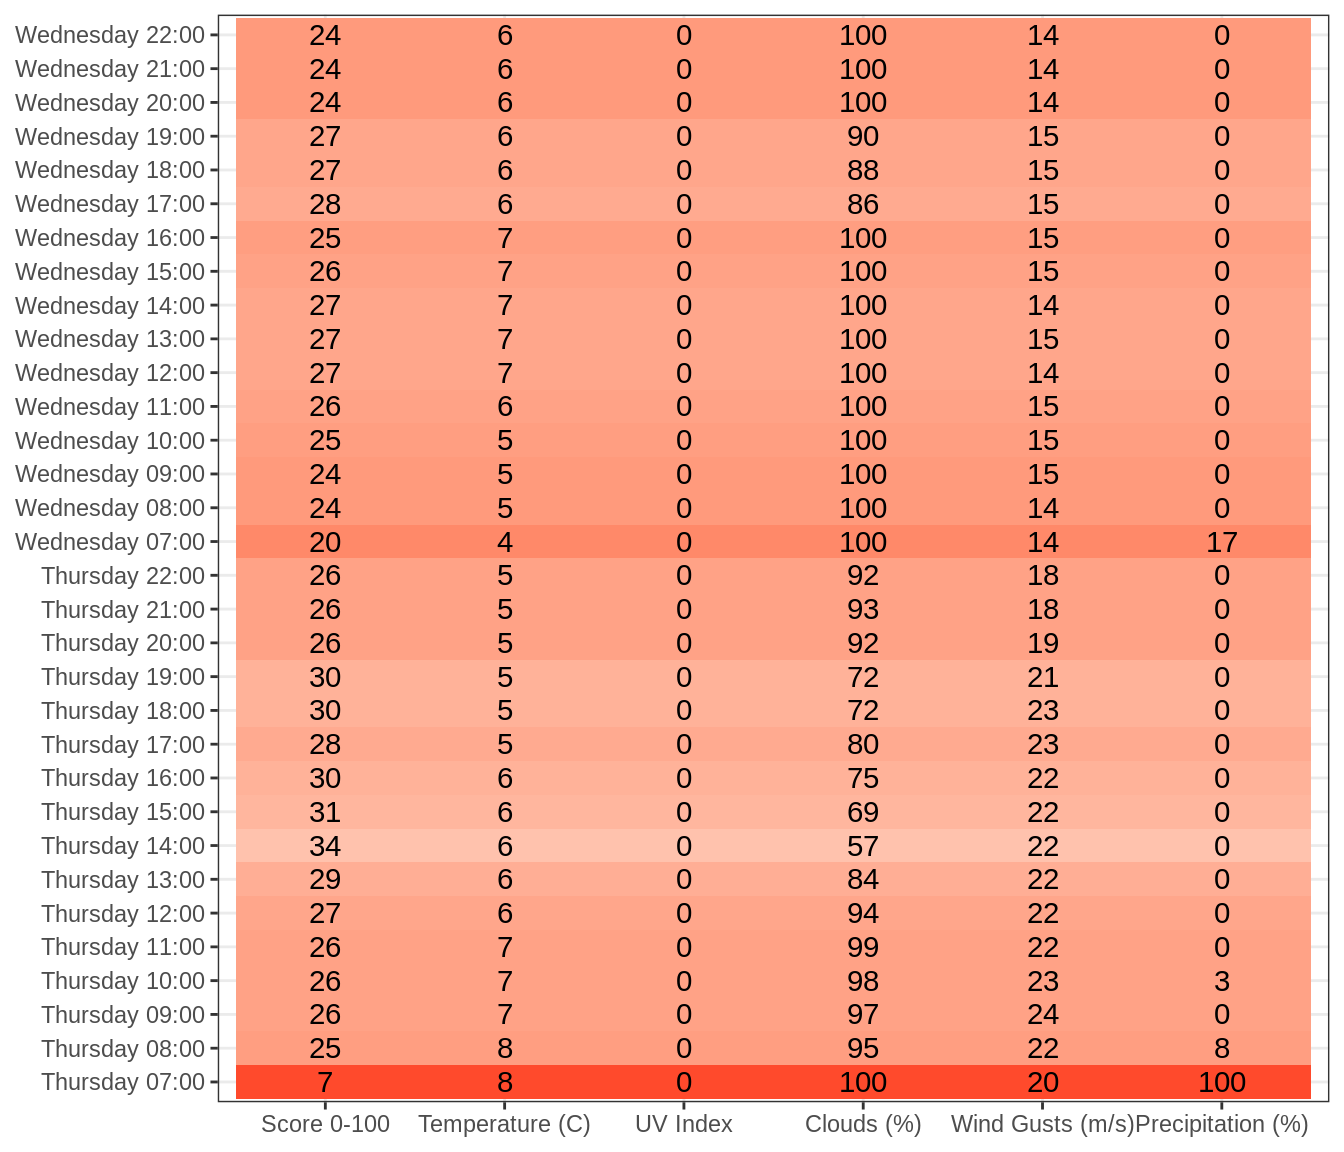 Wednesday 22:00 24 6 0 100 14 0
Wednesday 21:00 24 6 0 100 14 0
Wednesday 20:00 24 6 0 100 14 0
Wednesday 19:00 27 6 0 90 15 0
Wednesday 18:00 27 6 0 88 15 0
Wednesday 17:00 28 6 0 86 15 0
Wednesday 16:00 25 7 0 100 15 0
Wednesday 15:00 26 7 0 100 15 0
Wednesday 14:00 27 7 0 100 14 0
Wednesday 13:00 27 7 0 100 15 0
Wednesday 12:00 27 7 0 100 14 0
Wednesday 11:00 26 6 0 100 15 0
Wednesday 10:00 25 5 0 100 15 0
Wednesday 09:00 24 5 0 100 15 0
Wednesday 08:00 24 5 0 100 14 0
Wednesday 07:00 20 4 0 100 14 17
Thursday 22:00 26 5 0 92 18 0
Thursday 21:00 26 5 0 93 18 0
Thursday 20:00 26 5 0 92 19 0
Thursday 19:00 30 5 0 72 21 0
Thursday 18:00 30 5 0 72 23 0
Thursday 17:00 28 5 0 80 23 0
Thursday 16:00 30 6 0 75 22 0
Thursday 15:00 31 6 0 69 22 0
Thursday 14:00 34 6 0 57 22 0
Thursday 13:00 29 6 0 84 22 0
Thursday 12:00 27 6 0 94 22 0
Thursday 11:00 26 7 0 99 22 0
Thursday 10:00 26 7 0 98 23 3
Thursday 09:00 26 7 0 97 24 0
Thursday 08:00 25 8 0 95 22 8
Thursday 07:00 7 8 0 100 20 100
Score 0-100 Temperature (C) UV Index Clouds (%) Wind Gusts (m/s) Precipitation (%)